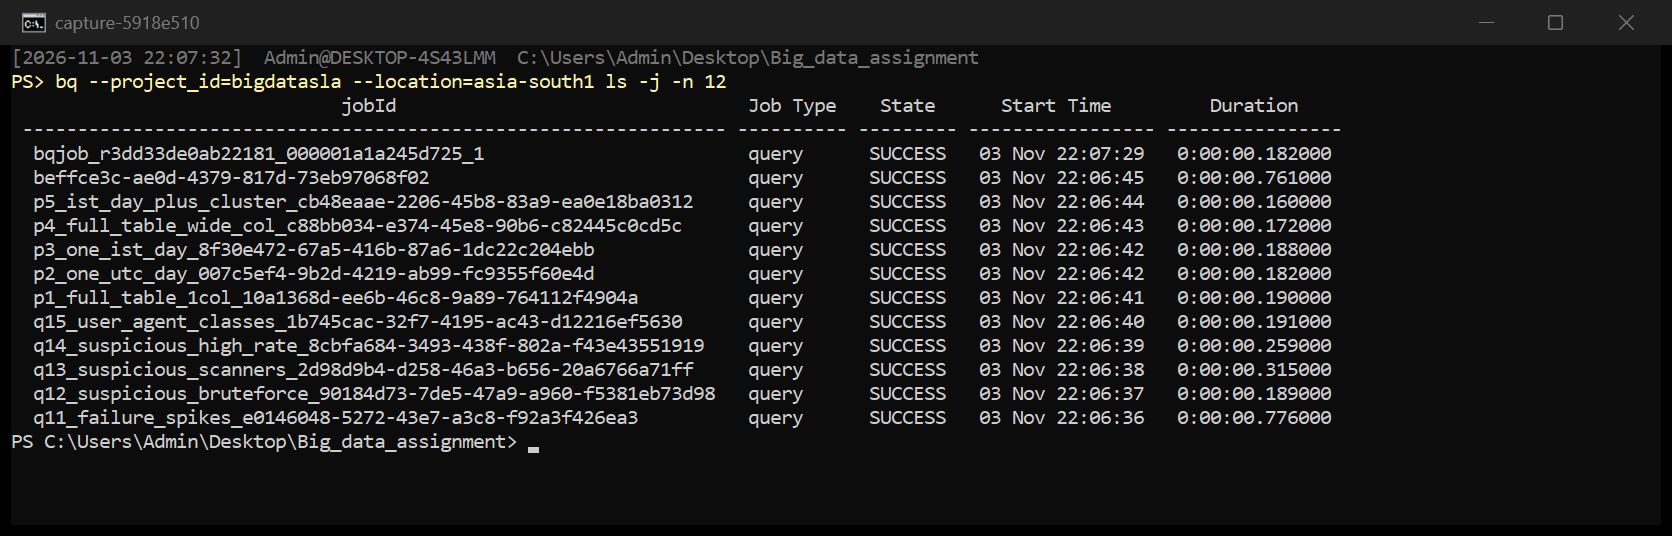 capture-5918e510
[2026-11-03 22:07:32]  Admin@DESKTOP-4S43LMM  C:\Users\Admin\Desktop\Big_data_assignment
PS> bq --project_id=bigdatasla --location=asia-south1 ls -j -n 12
                              jobId                                Job Type    State      Start Time         Duration
 ---------------------------------------------------------------- ---------- --------- ----------------- ----------------
  bqjob_r3dd33de0ab22181_000001a1a245d725_1                        query      SUCCESS   03 Nov 22:07:29   0:00:00.182000
  beffce3c-ae0d-4379-817d-73eb97068f02                             query      SUCCESS   03 Nov 22:06:45   0:00:00.761000
  p5_ist_day_plus_cluster_cb48eaae-2206-45b8-83a9-ea0e18ba0312     query      SUCCESS   03 Nov 22:06:44   0:00:00.160000
  p4_full_table_wide_col_c88bb034-e374-45e8-90b6-c82445c0cd5c      query      SUCCESS   03 Nov 22:06:43   0:00:00.172000
  p3_one_ist_day_8f30e472-67a5-416b-87a6-1dc22c204ebb              query      SUCCESS   03 Nov 22:06:42   0:00:00.188000
  p2_one_utc_day_007c5ef4-9b2d-4219-ab99-fc9355f60e4d              query      SUCCESS   03 Nov 22:06:42   0:00:00.182000
  p1_full_table_1col_10a1368d-ee6b-46c8-9a89-764112f4904a          query      SUCCESS   03 Nov 22:06:41   0:00:00.190000
  q15_user_agent_classes_1b745cac-32f7-4195-ac43-d12216ef5630      query      SUCCESS   03 Nov 22:06:40   0:00:00.191000
  q14_suspicious_high_rate_8cbfa684-3493-438f-802a-f43e43551919    query      SUCCESS   03 Nov 22:06:39   0:00:00.259000
  q13_suspicious_scanners_2d98d9b4-d258-46a3-b656-20a6766a71ff     query      SUCCESS   03 Nov 22:06:38   0:00:00.315000
  q12_suspicious_bruteforce_90184d73-7de5-47a9-a960-f5381eb73d98   query      SUCCESS   03 Nov 22:06:37   0:00:00.189000
  q11_failure_spikes_e0146048-5272-43e7-a3c8-f92a3f426ea3          query      SUCCESS   03 Nov 22:06:36   0:00:00.776000
PS C:\Users\Admin\Desktop\Big_data_assignment>